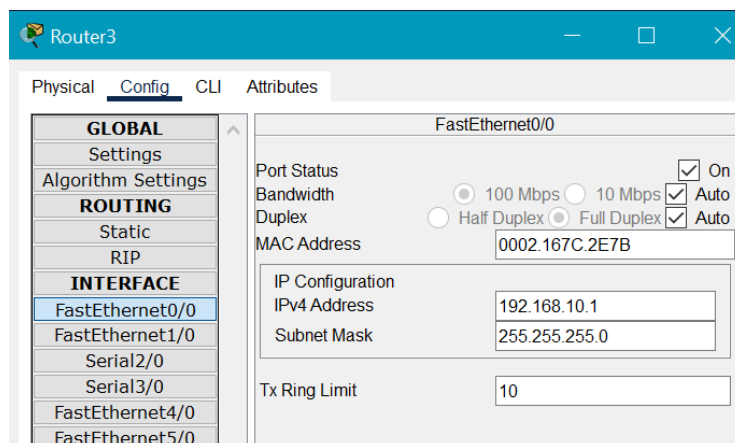 Router3
Physical Config CLI Attributes
GLOBAL
Settings
Algorithm Settings
ROUTING
Static
RIP
INTERFACE
FastEthernet0/0
FastEthernet1/0
Serial2/0
Serial3/0
FastEthernet4/0
FastEthernet5/0
FastEthernet0/0
Port Status On
Bandwidth 100 Mbps 10 Mbps Auto
Duplex Half Duplex Full Duplex Auto
MAC Address 0002.167C.2E7B
IP Configuration
IPv4 Address 192.168.10.1
Subnet Mask 255.255.255.0
Tx Ring Limit 10